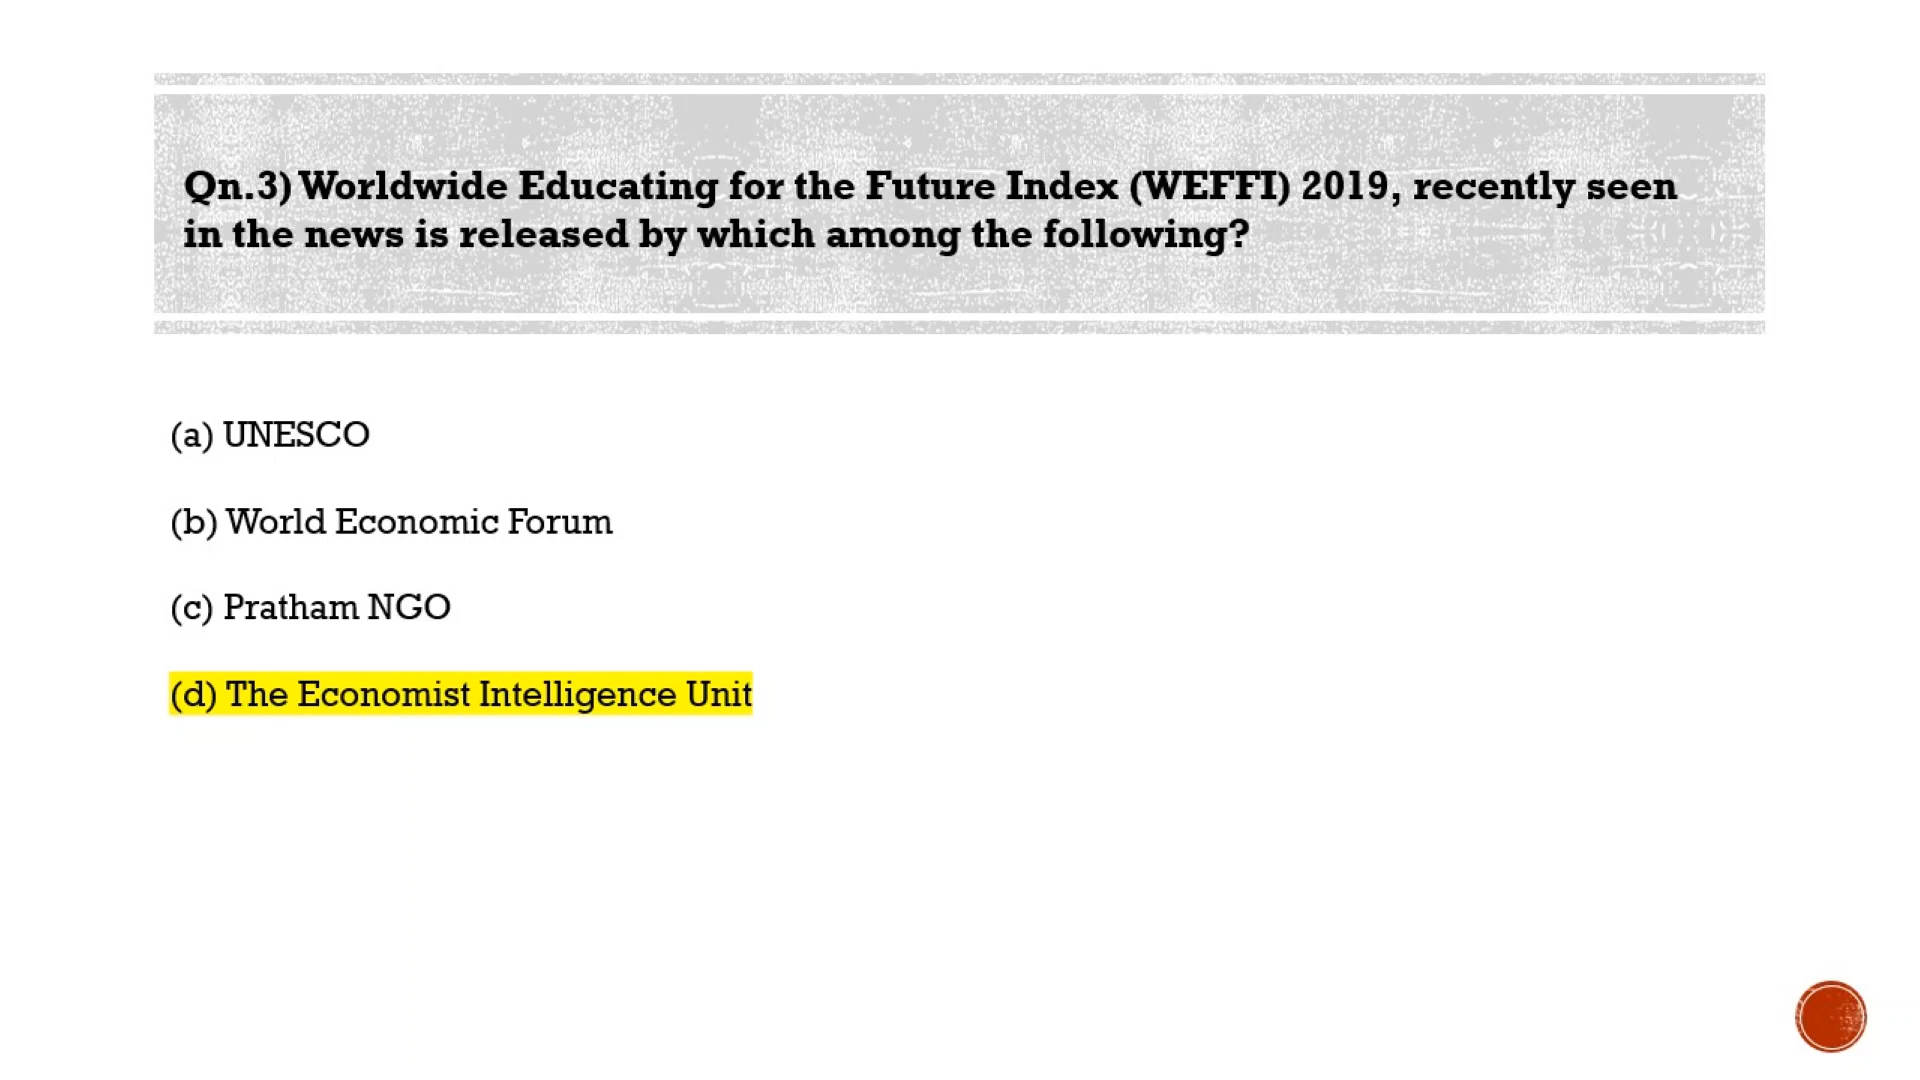 Qn.3) Worldwide Educating for the Future Index (WEFFI) 2019, recently seen
in the news is released by which among the following?
(a) UNESCO
(b) World Economic Forum
(c) Pratham NGO
(d) The Economist Intelligence Unit